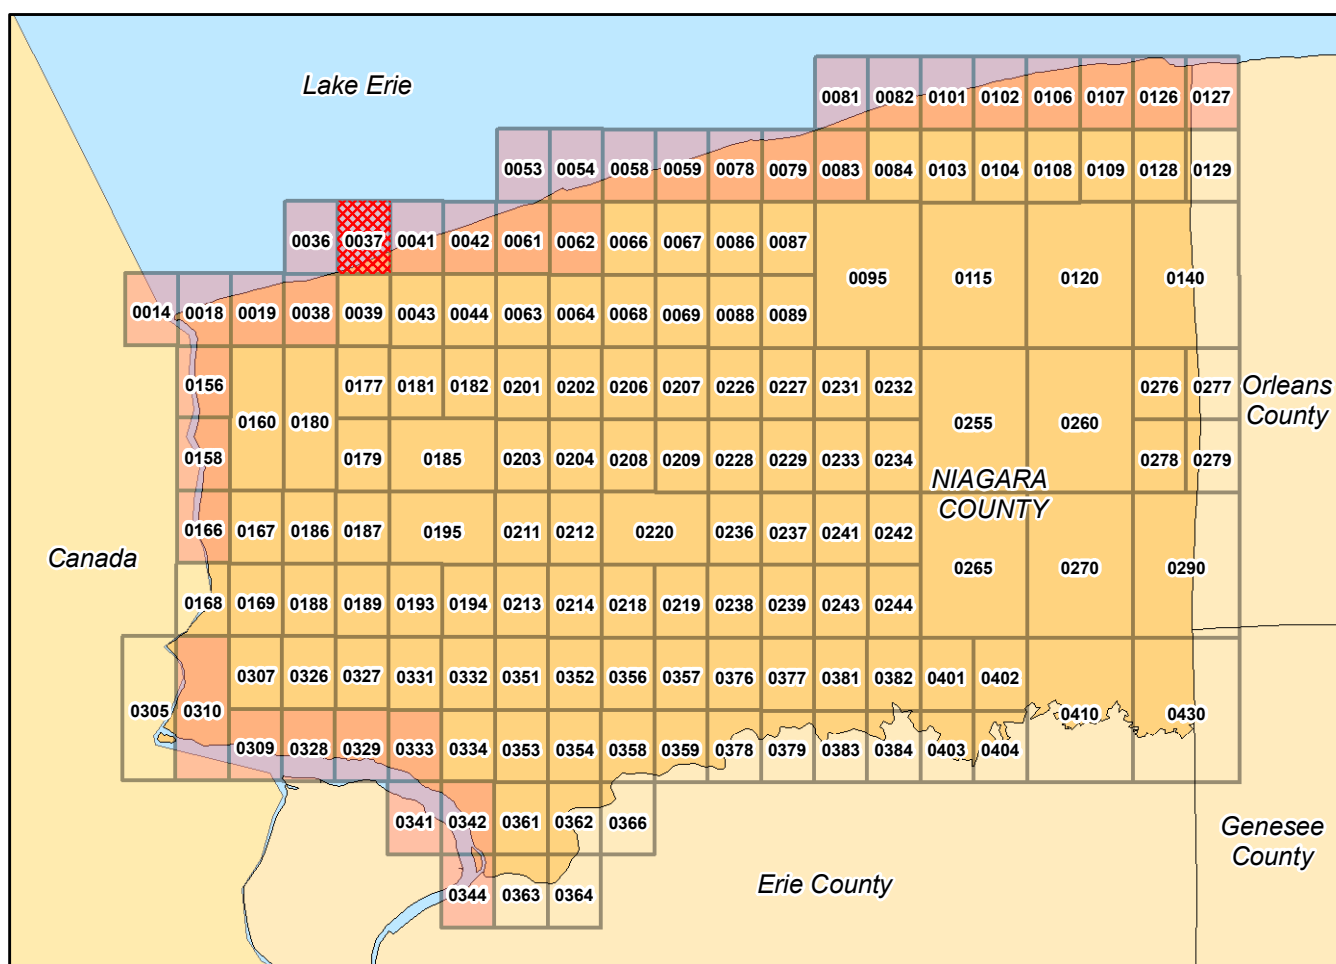 Lake Erie
0081 0082 0101 0102 0106 0107 0126 0127
0053 0054 0058 0059 0078 0079 0083 0084 0103 0104 0108 0109 0128 0129
0036 0037 0041 0042 0061 0062 0066 0067 0086 0087
0095 0115 0120 0140
0014 0018 0019 0038 0039 0043 0044 0063 0064 0068 0069 0088 0089
0156 0177 0181 0182 0201 0202 0206 0207 0226 0227 0231 0232 0276 0277
Orleans
County
0160 0180 0255 0260
0158 0179 0185 0203 0204 0208 0209 0228 0229 0233 0234 0278 0279
NIAGARA
COUNTY
0166 0167 0186 0187 0195 0211 0212 0220 0236 0237 0241 0242
Canada
0265 0270 0290
0168 0169 0188 0189 0193 0194 0213 0214 0218 0219 0238 0239 0243 0244
0307 0326 0327 0331 0332 0351 0352 0356 0357 0376 0377 0381 0382 0401 0402
0305 0310 0410 0430
0309 0328 0329 0333 0334 0353 0354 0358 0359 0378 0379 0383 0384 0403 0404
0341 0342 0361 0362 0366
Genesee
County
Erie County
0344 0363 0364